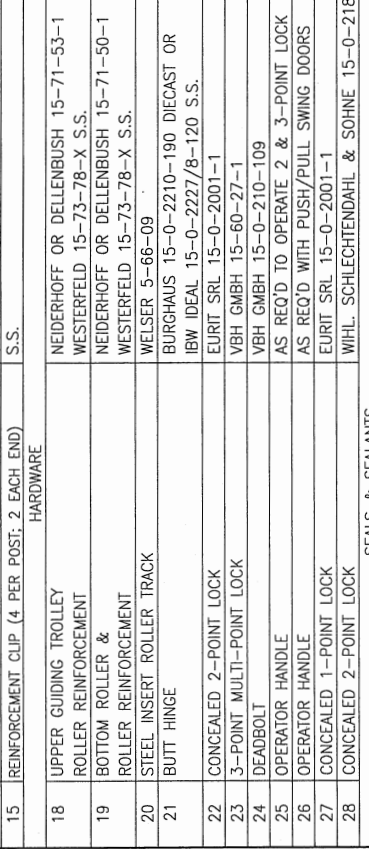 15 REINFORCEMENT CLIP (4 PER POST; 2 EACH END) S.S.
HARDWARE
18 UPPER GUIDING TROLLEY NEIDERHOFF OR DELLENBUSH 15-71-53-1
ROLLER REINFORCEMENT WESTERFELD 15-73-78-X S.S.
19 BOTTOM ROLLER & NEIDERHOFF OR DELLENBUSH 15-71-50-1
ROLLER REINFORCEMENT WESTERFELD 15-73-78-X S.S.
20 STEEL INSERT ROLLER TRACK WELSER 5-66-09
21 BUTT HINGE BURGHAUS 15-0-2210-190 DIECAST OR
IBW IDEAL 15-0-2227/8-120 S.S.
22 CONCEALED 2-POINT LOCK EURIT SRL 15-0-2001-1
23 3-POINT MULTI-POINT LOCK VBH GMBH 15-60-27-1
24 DEADBOLT VBH GMBH 15-0-210-109
25 OPERATOR HANDLE AS REQ'D TO OPERATE 2 & 3-POINT LOCK
26 OPERATOR HANDLE AS REQ'D WITH PUSH/PULL SWING DOORS
27 CONCEALED 1-POINT LOCK EURIT SRL 15-0-2001-1
28 CONCEALED 2-POINT LOCK WIHL. SCHLECHTENDAHL & SOHNE 15-0-218
SEALS & SEALANTS